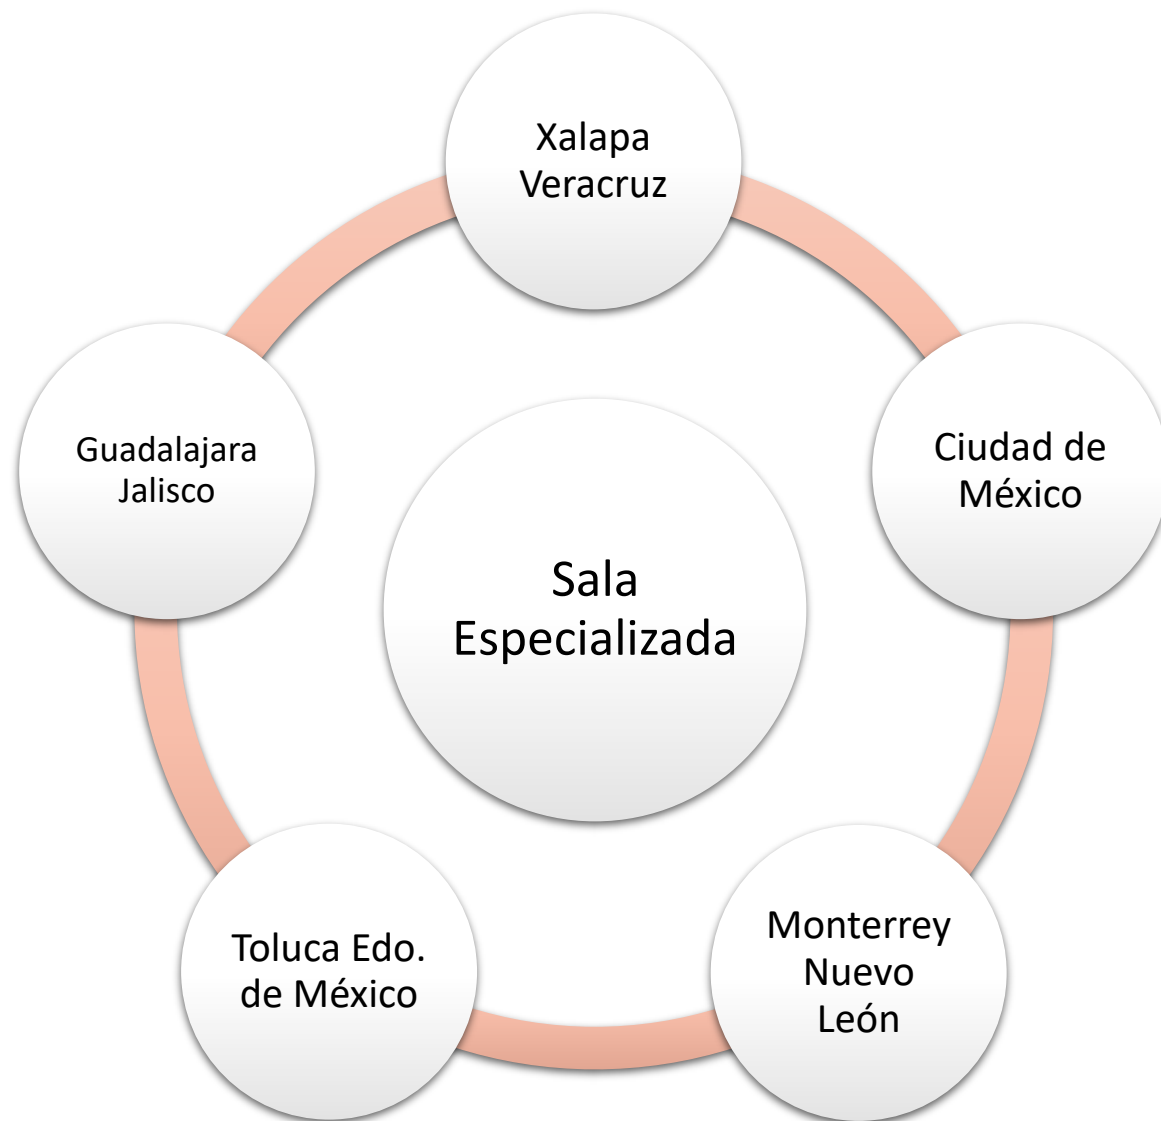 Xalapa
Veracruz
Guadalajara
Jalisco
Ciudad de
México
Sala
Especializada
Toluca Edo.
de México
Monterrey
Nuevo
León